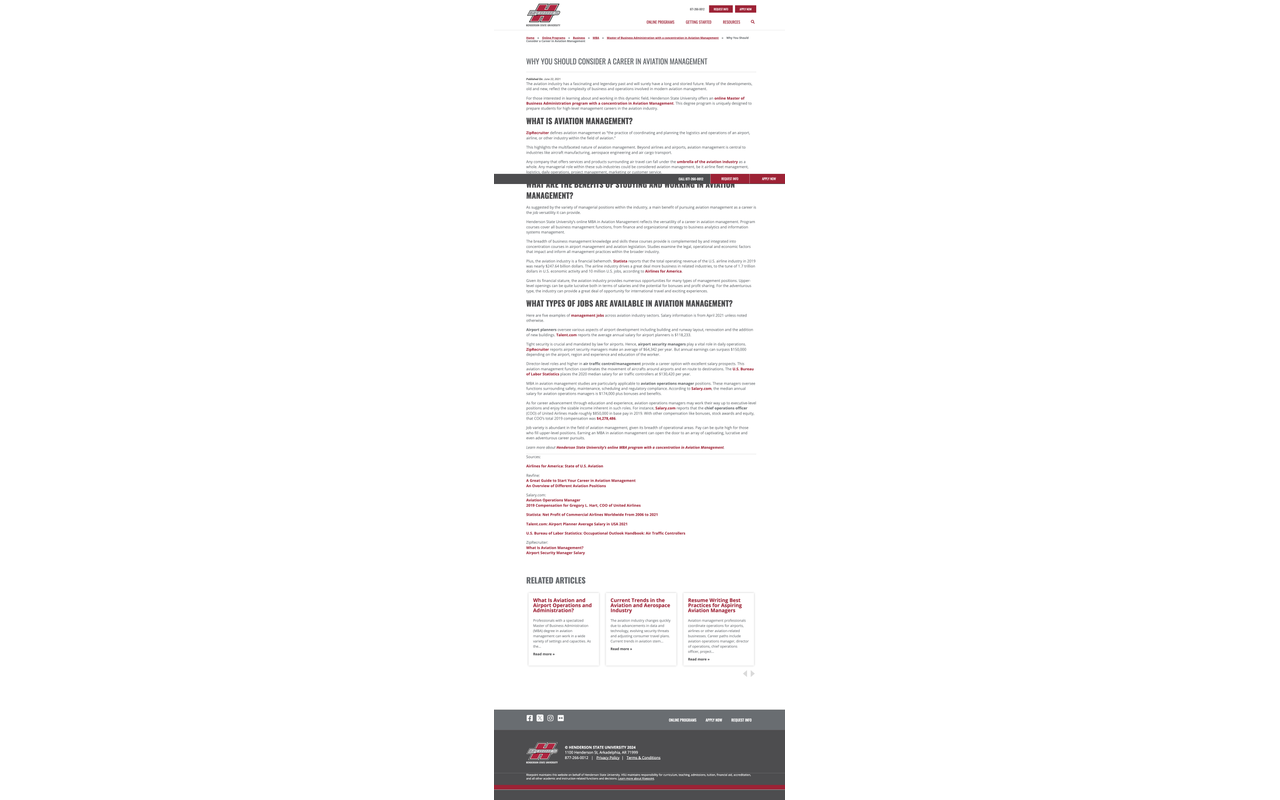 877-366-0012 REQUEST INFO APPLY NOW
HENDERSON STATE UNIVERSITY
ONLINE PROGRAMS GETTING STARTED RESOURCES
Home » Online Programs » Business » MBA » Master of Business Administration with a concentration in Aviation Management » Why You Should
Consider a Career in Aviation Management
WHY YOU SHOULD CONSIDER A CAREER IN AVIATION MANAGEMENT
Published On: June 22, 2021
The aviation industry has a fascinating and legendary past and will surely have a long and storied future. Many of the developments,
old and new, reflect the complexity of business and operations involved in modern aviation management.
For those interested in learning about and working in this dynamic field, Henderson State University offers an online Master of
Business Administration program with a concentration in Aviation Management. This degree program is uniquely designed to
prepare students for high-level management careers in the aviation industry.
WHAT IS AVIATION MANAGEMENT?
ZipRecruiter defines aviation management as "the practice of coordinating and planning the logistics and operations of an airport,
airline, or other industry within the field of aviation."
This highlights the multifaceted nature of aviation management. Beyond airlines and airports, aviation management is central to
industries like aircraft manufacturing, aerospace engineering and air cargo transport.
Any company that offers services and products surrounding air travel can fall under the umbrella of the aviation industry as a
whole. Any managerial role within these sub-industries could be considered aviation management, be it airline fleet management,
logistics, daily operations, project management, marketing or customer service.
CALL 877-366-0012 REQUEST INFO APPLY NOW
WHAT ARE THE BENEFITS OF STUDYING AND WORKING IN AVIATION
MANAGEMENT?
As suggested by the variety of managerial positions within the industry, a main benefit of pursuing aviation management as a career is
the job versatility it can provide.
Henderson State University's online MBA in Aviation Management reflects the versatility of a career in aviation management. Program
courses cover all business management functions, from finance and organizational strategy to business analytics and information
systems management.
The breadth of business management knowledge and skills these courses provide is complemented by and integrated into
concentration courses in airport management and aviation legislation. Studies examine the legal, operational and economic factors
that impact and inform all management practices within the broader industry.
Plus, the aviation industry is a financial behemoth. Statista reports that the total operating revenue of the U.S. airline industry in 2019
was nearly $247.64 billion dollars. The airline industry drives a great deal more business in related industries, to the tune of 1.7 trillion
dollars in U.S. economic activity and 10 million U.S. jobs, according to Airlines for America.
Given its financial stature, the aviation industry provides numerous opportunities for many types of management positions. Upper-
level openings can be quite lucrative both in terms of salaries and the potential for bonuses and profit sharing. For the adventurous
type, the industry can provide a great deal of opportunity for international travel and exciting experiences.
WHAT TYPES OF JOBS ARE AVAILABLE IN AVIATION MANAGEMENT?
Here are five examples of management jobs across aviation industry sectors. Salary information is from April 2021 unless noted
otherwise.
Airport planners oversee various aspects of airport development including building and runway layout, renovation and the addition
of new buildings. Talent.com reports the average annual salary for airport planners is $118,233.
Tight security is crucial and mandated by law for airports. Hence, airport security managers play a vital role in daily operations.
ZipRecruiter reports airport security managers make an average of $64,242 per year. But annual earnings can surpass $150,000
depending on the airport, region and experience and education of the worker.
Director-level roles and higher in air traffic control/management provide a career option with excellent salary prospects. This
aviation management function coordinates the movement of aircrafts around airports and en route to destinations. The U.S. Bureau
of Labor Statistics places the 2020 median salary for air traffic controllers at $130,420 per year.
MBA in aviation management studies are particularly applicable to aviation operations manager positions. These managers oversee
functions surrounding safety, maintenance, scheduling and regulatory compliance. According to Salary.com, the median annual
salary for aviation operations managers is $116,000 plus bonuses and benefits.
As for career advancement through education and experience, aviation operations managers may work their way up to executive-level
positions and enjoy the sizable income inherent in such roles. For instance, Salary.com reports that the chief operations officer
(COO) of United Airlines made roughly $850,000 in base pay in 2019. With other compensation like bonuses, stock awards and equity,
that COO's total 2019 compensation was $4,278,486.
Job variety is abundant in the field of aviation management, given its breadth of operational areas. Pay can be quite high for those
who fill upper-level positions. Earning an MBA in aviation management can open the door to an array of captivating, lucrative and
even adventurous career pursuits.
Learn more about Henderson State University's online MBA program with a concentration in Aviation Management.
Sources:
Airlines for America: State of U.S. Aviation
Resfine:
A Great Guide to Start Your Career in Aviation Management
An Overview of Different Aviation Positions
Salary.com:
Aviation Operations Manager
2019 Compensation for Gregory L. Hart, COO of United Airlines
Statista: Net Profit of Commercial Airlines Worldwide From 2006 to 2021
Talent.com: Airport Planner Average Salary in USA 2021
U.S. Bureau of Labor Statistics: Occupational Outlook Handbook: Air Traffic Controllers
ZipRecruiter:
What Is Aviation Management?
Airport Security Manager Salary
RELATED ARTICLES
What Is Aviation and
Airport Operations and
Administration?
Professionals with a specialized
Master of Business Administration
(MBA) degree in aviation
management can work in a wide
variety of settings and capacities. As
the...
Read more »
Current Trends in the
Aviation and Aerospace
Industry
The aviation industry changes quickly
due to advancements in data and
technology, evolving security threats
and adjusting consumer travel plans.
Current trends in aviation stem...
Read more »
Resume Writing Best
Practices for Aspiring
Aviation Managers
Aviation management professionals
coordinate operations for airports,
airlines or other aviation-related
businesses. Career paths include
aviation operations manager, director
of operations, chief operations
officer, project...
Read more »
ONLINE PROGRAMS APPLY NOW REQUEST INFO
© HENDERSON STATE UNIVERSITY 2024
1100 Henderson St, Arkadelphia, AR 71999
877-366-0012 | Privacy Policy | Terms & Conditions
HENDERSON STATE UNIVERSITY
Risepoint maintains this website on behalf of Henderson State University. HSU maintains responsibility for curriculum, teaching, admissions, tuition, financial aid, accreditation,
and all other academic and instruction-related functions and decisions. Learn more about Risepoint.